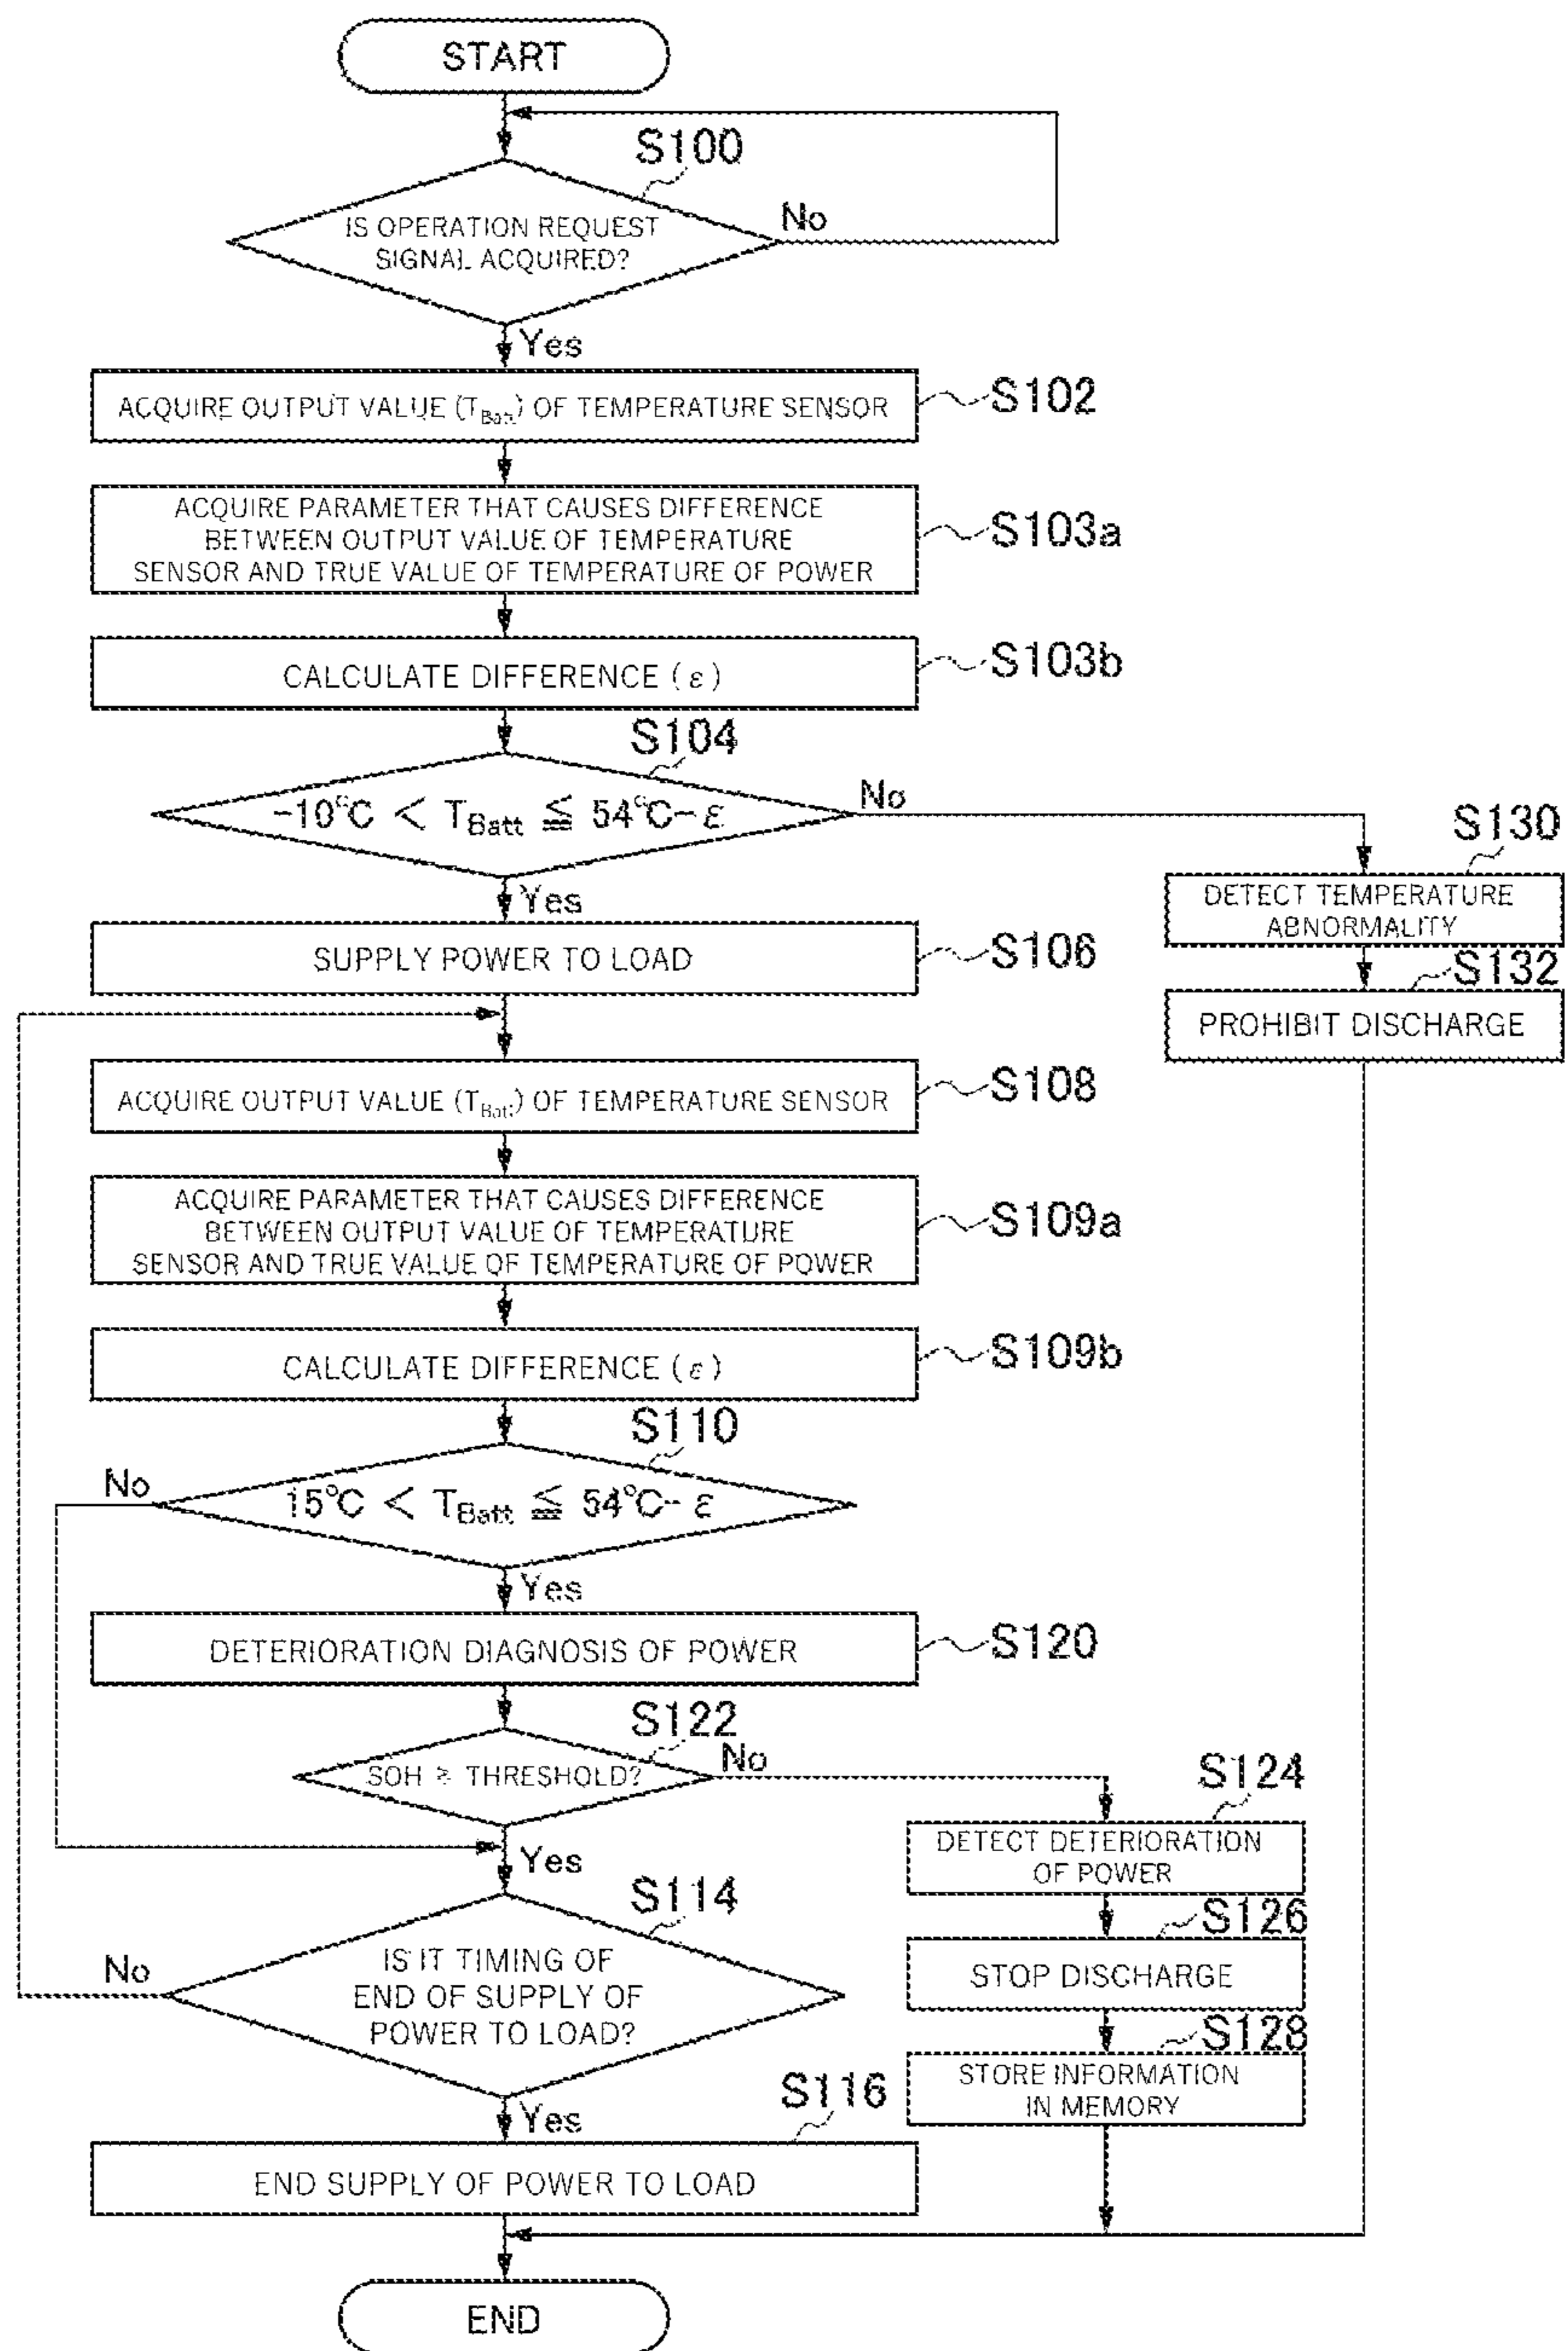 START
S100
IS OPERATION REQUEST
SIGNAL ACQUIRED?
No
Yes
ACQUIRE OUTPUT VALUE (TBatt) OF TEMPERATURE SENSOR
S102
ACQUIRE PARAMETER THAT CAUSES DIFFERENCE
BETWEEN OUTPUT VALUE OF TEMPERATURE
SENSOR AND TRUE VALUE OF TEMPERATURE OF POWER
S103a
CALCULATE DIFFERENCE (ε)
S103b
S104
-10°C < TBatt ≦ 54°C-ε
No
Yes
S130
DETECT TEMPERATURE
ABNORMALITY
SUPPLY POWER TO LOAD
S106
S132
PROHIBIT DISCHARGE
ACQUIRE OUTPUT VALUE (TBatt) OF TEMPERATURE SENSOR
S108
ACQUIRE PARAMETER THAT CAUSES DIFFERENCE
BETWEEN OUTPUT VALUE OF TEMPERATURE
SENSOR AND TRUE VALUE OF TEMPERATURE OF POWER
S109a
CALCULATE DIFFERENCE (ε)
S109b
S110
No
15°C < TBatt ≦ 54°C-ε
Yes
DETERIORATION DIAGNOSIS OF POWER
S120
S122
SOH ≥ THRESHOLD?
No
Yes
S124
DETECT DETERIORATION
OF POWER
S114
IS IT TIMING OF
END OF SUPPLY OF
POWER TO LOAD?
No
Yes
S126
STOP DISCHARGE
S128
STORE INFORMATION
IN MEMORY
S116
END SUPPLY OF POWER TO LOAD
END